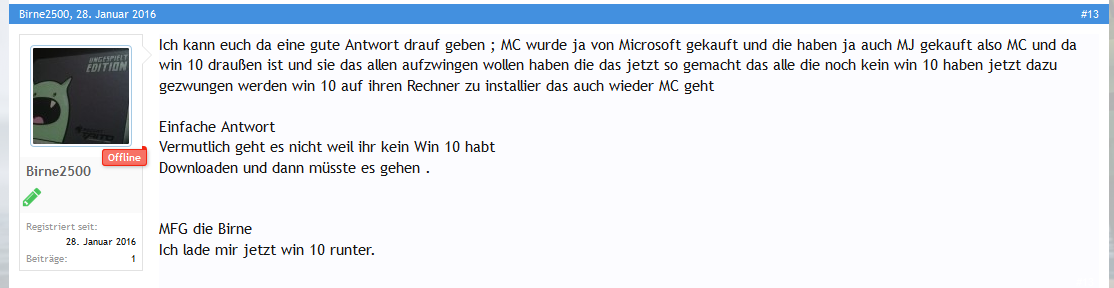 Birne2500, 28. Januar 2016 #13
Ich kann euch da eine gute Antwort drauf geben ; MC wurde ja von Microsoft gekauft und die haben ja auch MJ gekauft also MC und da
win 10 draußen ist und sie das allen aufzwingen wollen haben die das jetzt so gemacht das alle die noch kein win 10 haben jetzt dazu
gezwungen werden win 10 auf ihren Rechner zu installier das auch wieder MC geht
Einfache Antwort
Vermutlich geht es nicht weil ihr kein Win 10 habt
Downloaden und dann müsste es gehen .
MFG die Birne
Ich lade mir jetzt win 10 runter.
UNGESPIELT
EDITION
Offline
Birne2500
Registriert seit:
28. Januar 2016
Beiträge: 1